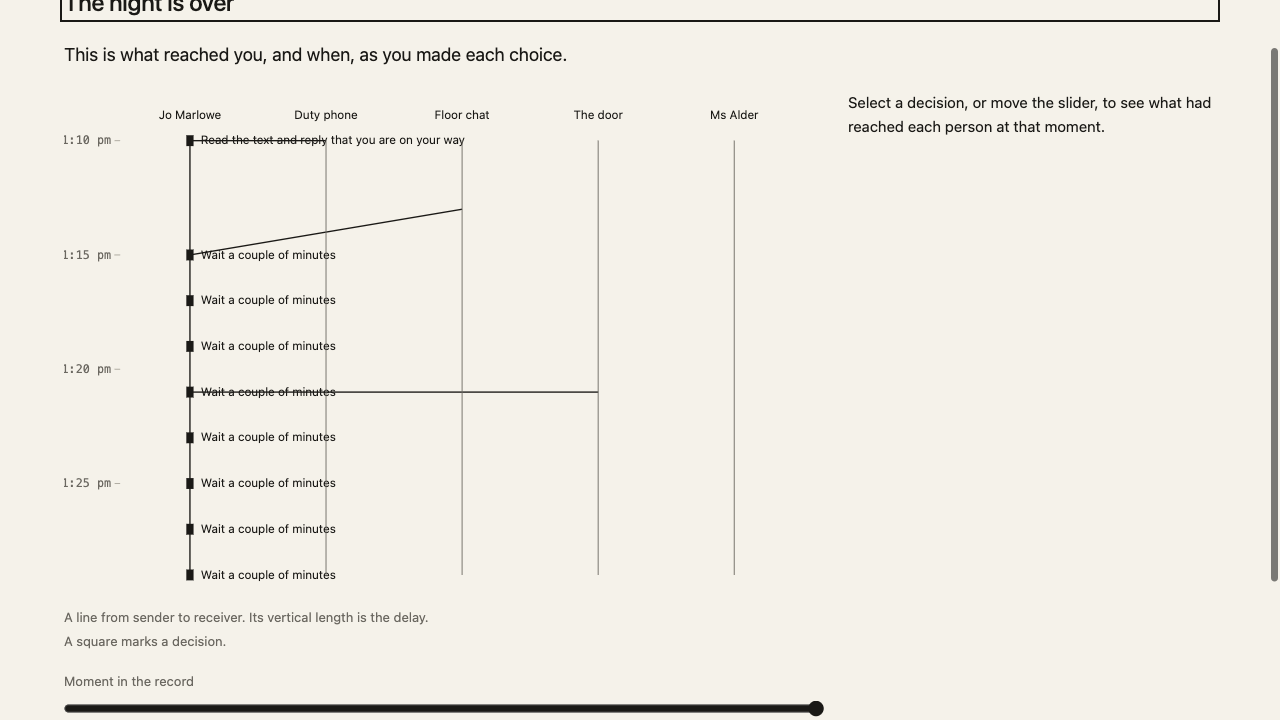 The night is over
This is what reached you, and when, as you made each choice.
Jo Marlowe Duty phone Floor chat The door Ms Alder
1:10 pm Read the text and reply that you are on your way
1:15 pm Wait a couple of minutes
Wait a couple of minutes
Wait a couple of minutes
1:20 pm
Wait a couple of minutes
Wait a couple of minutes
1:25 pm Wait a couple of minutes
Wait a couple of minutes
Wait a couple of minutes
A line from sender to receiver. Its vertical length is the delay.
A square marks a decision.
Moment in the record
Select a decision, or move the slider, to see what had
reached each person at that moment.